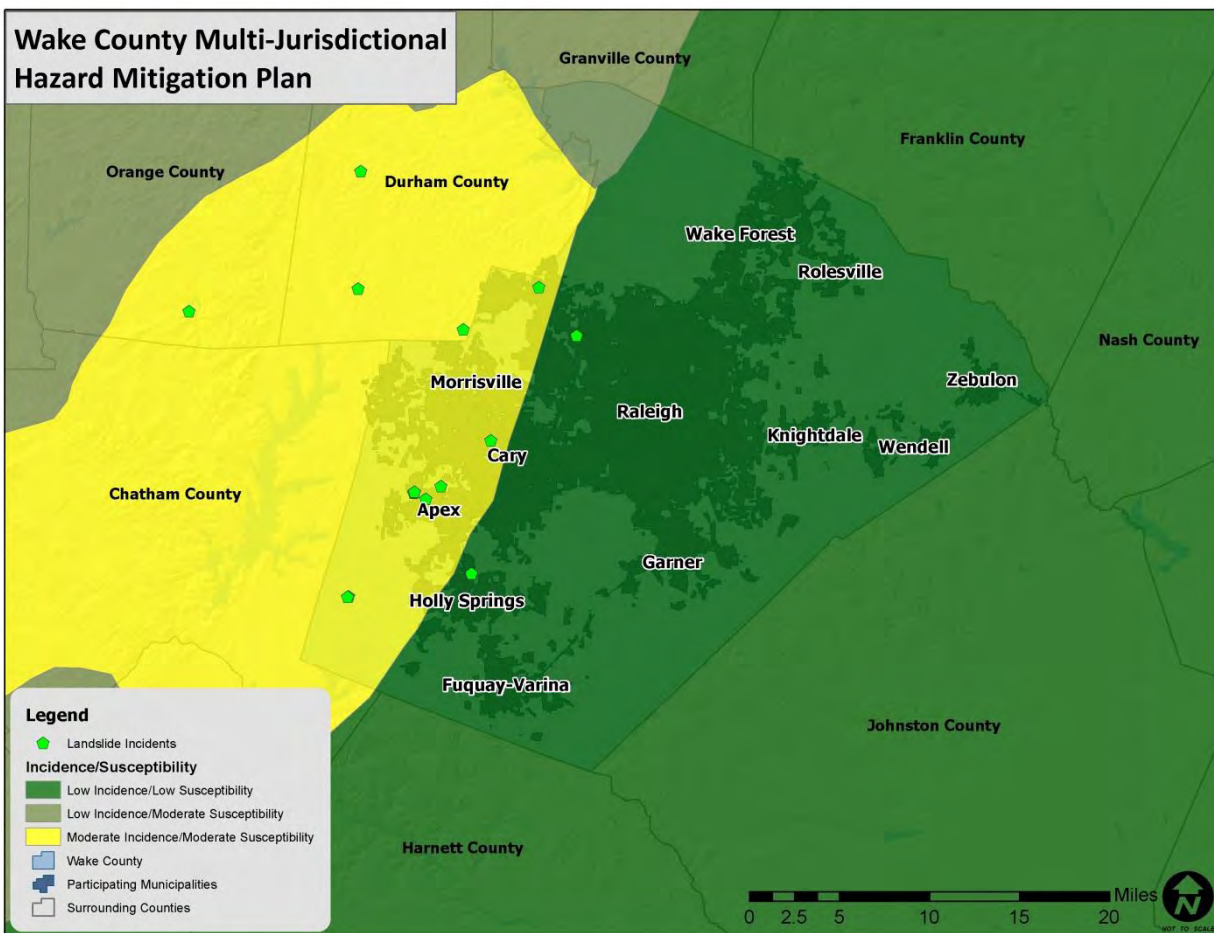 Wake County Multi-Jurisdictional
Hazard Mitigation Plan
Granville County
Franklin County
Orange County
Durham County
Wake Forest
Rolesville
Nash County
Morrisville
Zebulon
Raleigh
Knightdale
Wendell
Cary
Chatham County
Apex
Garner
Holly Springs
Fuquay-Varina
Johnston County
Harnett County
Legend
Landslide Incidents
Incidence/Susceptibility
Low Incidence/Low Susceptibility
Low Incidence/Moderate Susceptibility
Moderate Incidence/Moderate Susceptibility
Wake County
Participating Municipalities
Surrounding Counties
Miles
0 2.5 5 10 15 20
N
NOT TO SCALE